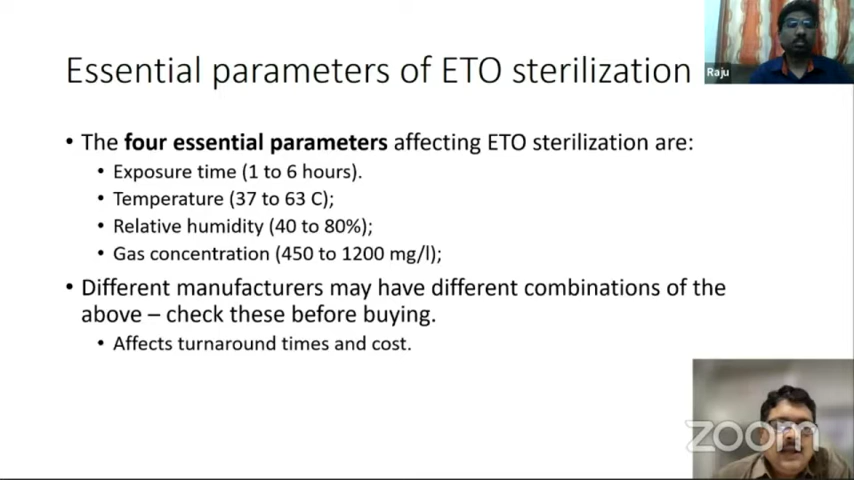 Essential parameters of ETO sterilization
Raju
• The four essential parameters affecting ETO sterilization are:
• Exposure time (1 to 6 hours).
• Temperature (37 to 63 C);
• Relative humidity (40 to 80%);
• Gas concentration (450 to 1200 mg/l);
• Different manufacturers may have different combinations of the
above – check these before buying.
• Affects turnaround times and cost.
zoom